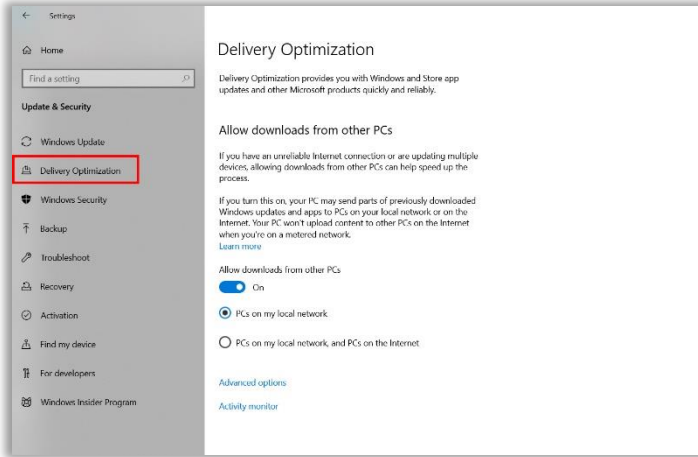 Settings
Home
Find a setting
Update & Security
Windows Update
Delivery Optimization
Windows Security
Backup
Troubleshoot
Recovery
Activation
Find my device
For developers
Windows Insider Program
Delivery Optimization
Delivery Optimization provides you with Windows and Store app
updates and other Microsoft products quickly and reliably.
Allow downloads from other PCs
If you have an unreliable Internet connection or are updating multiple
devices, allowing downloads from other PCs can help speed up the
process.
If you turn this on, your PC may send parts of previously downloaded
Windows updates and apps to PCs on your local network or on the
Internet. Your PC won't upload content to other PCs on the Internet
when you're on a metered network.
Learn more
Allow downloads from other PCs
On
PCs on my local network
PCs on my local network, and PCs on the Internet
Advanced options
Activity monitor